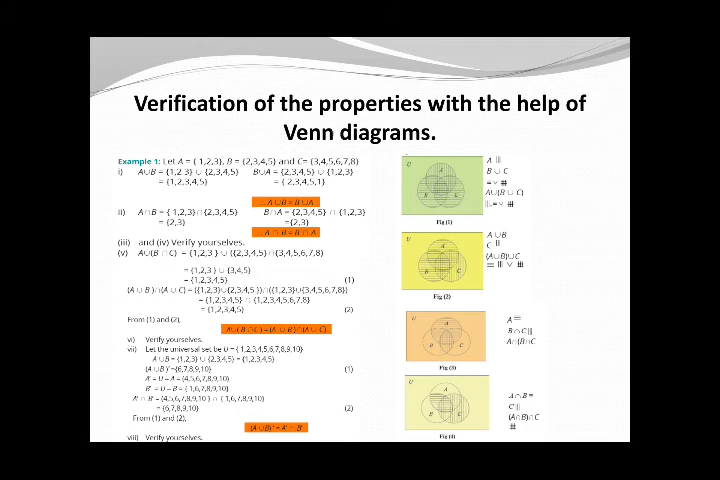 Verification of the properties with the help of
Venn diagrams.
Example 1: Let A = { 1,2,3}, B = {2,3,4,5} and C= {3,4,5,6,7,8}
i) A∪B = {1,2 3} ∪ {2,3,4,5} B∪A = {2,3,4,5} ∪ {1,2,3}
= {1,2,3,4,5} = { 2,3,4,5,1}
∴ A ∪ B = B ∪ A
ii) A∩B = { 1,2,3}∩{2,3,4,5} B∩A = {2,3,4,5} ∩ {1,2,3}
= {2,3} ={2,3}
∴ A ∩ B = B ∩ A
(iii) and (iv) Verify yourselves.
(v) A∪(B ∩ C) = {1,2,3 } ∪ ({2,3,4,5}∩{3,4,5,6,7,8)
= {1,2,3 } ∪ {3,4,5}
= {1,2,3,4,5} (1)
(A ∪ B )∩(A ∪ C) = ({1,2,3}∪{2,3,4,5 })∩({1,2,3}∪{3,4,5,6,7,8})
= {1,2,3,4,5} ∩ {1,2,3,4,5,6,7,8}
= {1,2,3,4,5} (2)
From (1) and (2),
A∪(B ∩ C) = (A ∪ B )∩(A ∪ C)
vi) Verify yourselves.
vii) Let the universal set be U = { 1,2,3,4,5,6,7,8,9,10}
A ∪ B = {1,2,3} ∪ {2,3,4,5} = {1,2,3,4,5}
(A ∪ B )′ ={6,7,8,9,10} (1)
A′ = U − A = {4,5,6,7,8,9,10}
B′ = U − B = { 1,6,7,8,9,10}
A′ ∩ B′ = {4,5,6,7,8,9,10 } ∩ { 1,6,7,8,9,10}
= {6,7,8,9,10} (2)
From (1) and (2),
(A ∪ B)′ = A′ ∩ B′
viii) Verify yourselves.
U
A
B C
Fig (1)
A |||
B ∪ C
A∪(B ∪ C)
U
A
B C
Fig (2)
A ∪ B
C |||
(A∪B)∪C
U
A
B C
Fig (3)
A =
B ∩ C||
A∩(B∩C
U
A
B C
Fig (4)
A ∩ B =
C||
(A∩B)∩C